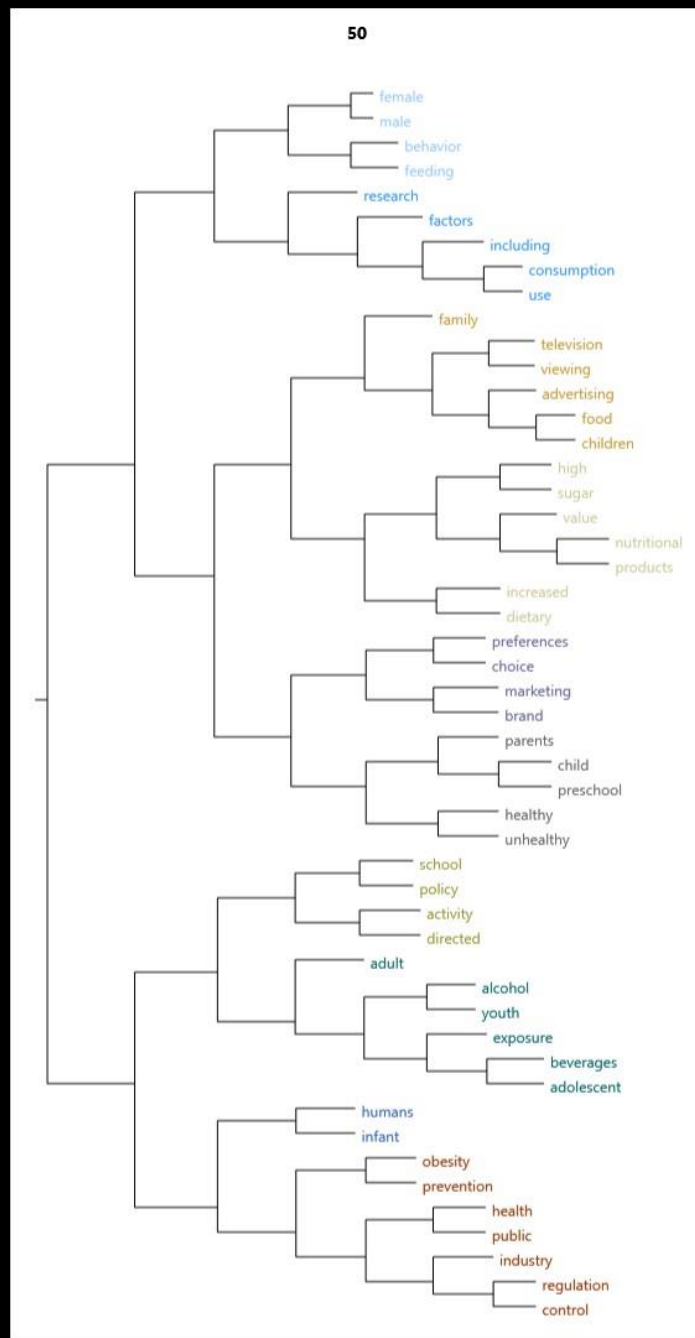 50
female
male
behavior
feeding
research
factors
including
consumption
use
family
television
viewing
advertising
food
children
high
sugar
value
nutritional
products
increased
dietary
preferences
choice
marketing
brand
parents
child
preschool
healthy
unhealthy
school
policy
activity
directed
adult
alcohol
youth
exposure
beverages
adolescent
humans
infant
obesity
prevention
health
public
industry
regulation
control